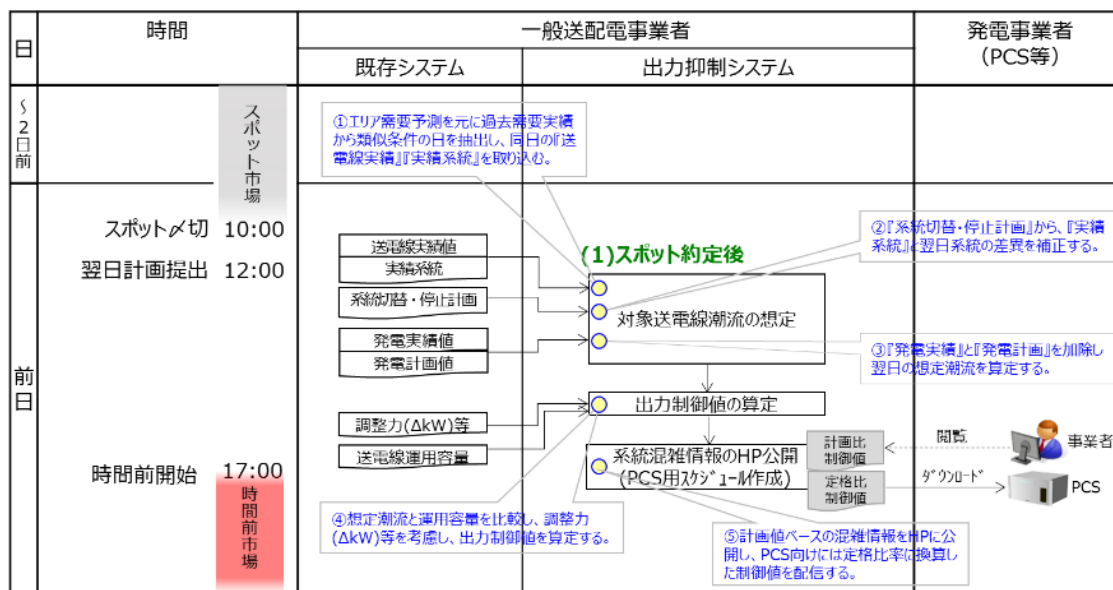 日
時間
一般送配電事業者
発電事業者
(PCS等)
既存システム
出力抑制システム
~2日前
スポット市場
①エリア需要予測を元に過去需要実績
から類似条件の日を抽出し、同日の『送
電線実績』『実績系統』を取り込む。
前日
スポット〆切 10:00
翌日計画提出 12:00
②『系統切替・停止計画』から、『実績
系統』と翌日系統の差異を補正する。
(1)スポット約定後
送電線実績値
実績系統
系統切替・停止計画
対象送電線潮流の想定
発電実績値
発電計画値
③『発電実績』と『発電計画』を加除し
翌日の想定潮流を算定する。
出力制御値の算定
調整力(ΔkW)等
送電線運用容量
系統混雑情報のHP公開
(PCS用スケジュール作成)
計画比
制御値
閲覧
事業者
定格比
制御値
ダウンロード
PCS
時間前開始 17:00
時間前市場
④想定潮流と運用容量を比較し、調整力
(ΔkW)等を考慮し、出力制御値を算定する。
⑤計画値ベースの混雑情報をHPに公
開し、PCS向けには定格比率に換算し
た制御値を配信する。